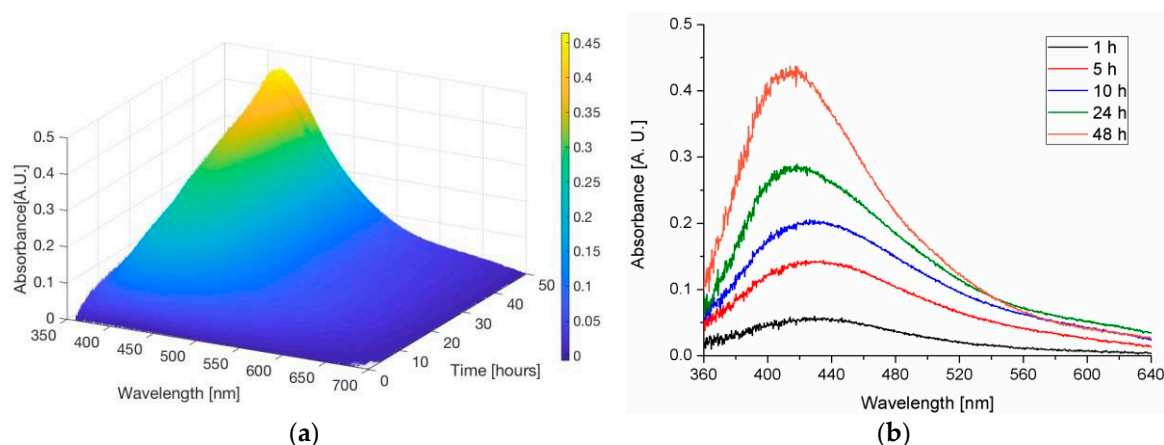 0.5
0.4
0.3
0.2
0.1
0
Absorbance[A.U.]
350
400
450
500
550
600
650
700
Wavelength [nm]
0
10
20
30
40
50
Time [hours]
0.45
0.4
0.35
0.3
0.25
0.2
0.15
0.1
0.05
0
(a)
0.5
0.4
0.3
0.2
0.1
0.0
Absorbance [A. U.]
1 h
5 h
10 h
24 h
48 h
360 400 440 480 520 560 600 640
Wavelength [nm]
(b)